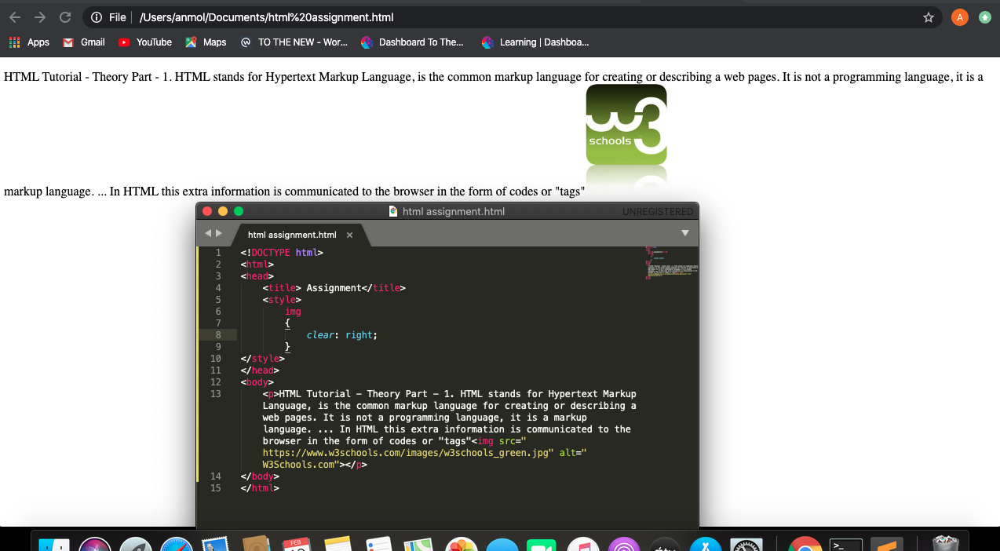 File
/Users/anmol/Documents/html%20assignment.html
A
Apps
Gmail
YouTube
Maps
TO THE NEW - Wor...
Dashboard To The...
Learning | Dashboa...
HTML Tutorial - Theory Part - 1. HTML stands for Hypertext Markup Language, is the common markup language for creating or describing a web pages. It is not a programming language, it is a
w3
schools
markup language. ... In HTML this extra information is communicated to the browser in the form of codes or "tags"
html assignment.html
UNREGISTERED
html assignment.html
1 <!DOCTYPE html>
2 <html>
3 <head>
4 <title> Assignment</title>
5 <style>
6 img
7 {
8 clear: right;
9 }
10 </style>
11 </head>
12 <body>
13 <p>HTML Tutorial - Theory Part - 1. HTML stands for Hypertext Markup
Language, is the common markup language for creating or describing a
web pages. It is not a programming language, it is a markup
language. ... In HTML this extra information is communicated to the
browser in the form of codes or "tags"<img src="
https://www.w3schools.com/images/w3schools_green.jpg" alt="
W3Schools.com"></p>
14 </body>
15 </html>
FEB